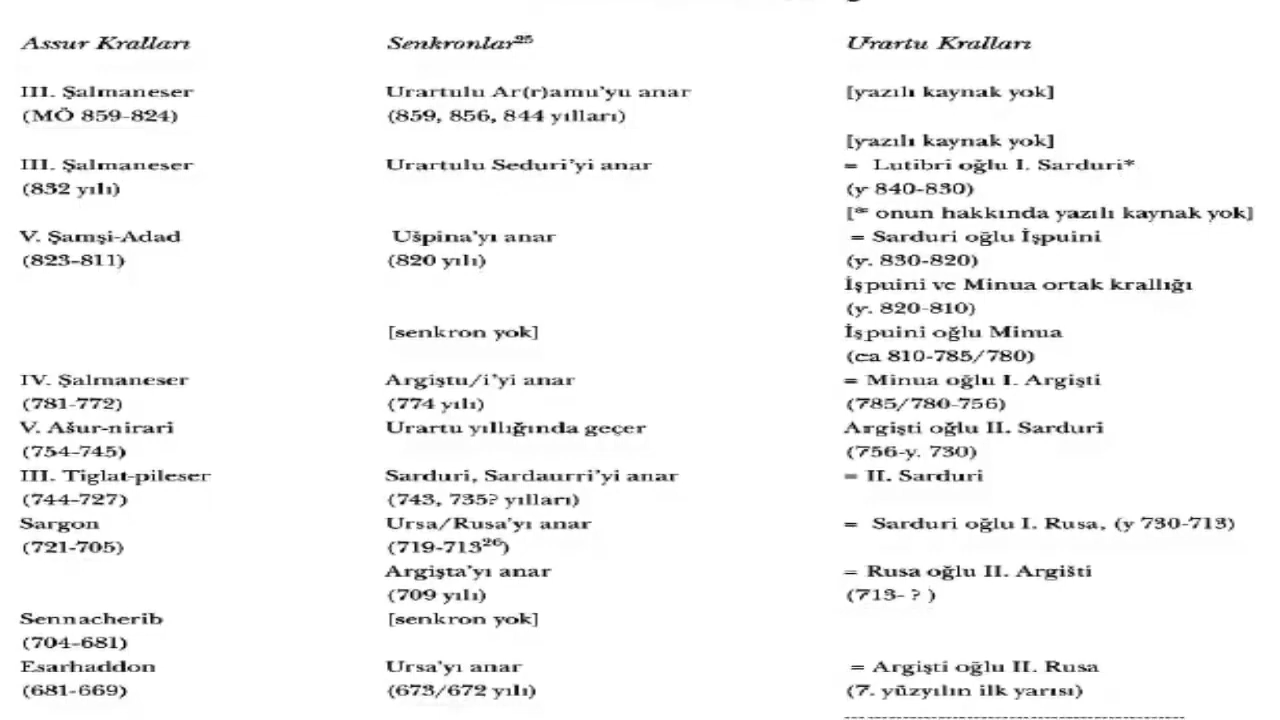 Assur Kralları Senkronlar25 Urartu Kralları
III. Şalmaneser Urartulu Ar(r)amu'yu anar [yazılı kaynak yok]
(MÖ 859-824) (859, 856, 844 yılları)
[yazılı kaynak yok]
III. Şalmaneser Urartulu Seduri'yi anar = Lutibri oğlu I. Sarduri*
(832 yılı) (y 840-830)
[* onun hakkında yazılı kaynak yok]
V. Şamşi-Adad Ušpina'yı anar = Sarduri oğlu İşpuini
(823-811) (820 yılı) (y. 830-820)
İşpuini ve Minua ortak krallığı
(y. 820-810)
[senkron yok] İşpuini oğlu Minua
(ca 810-785/780)
IV. Şalmaneser Argiştu/i'yi anar = Minua oğlu I. Argişti
(781-772) (774 yılı) (785/780-756)
V. Ašur-nirari Urartu yıllığında geçer Argişti oğlu II. Sarduri
(754-745) (756-y. 730)
III. Tiglat-pileser Sarduri, Sardaurri'yi anar = II. Sarduri
(744-727) (743, 735? yılları)
Sargon Ursa/Rusa'yı anar = Sarduri oğlu I. Rusa, (y 730-713)
(721-705) (719-71326)
Argişta'yı anar = Rusa oğlu II. Argišti
(709 yılı) (713- ? )
Sennacherib [senkron yok]
(704-681)
Esarhaddon Ursa'yı anar = Argişti oğlu II. Rusa
(681-669) (673/672 yılı) (7. yüzyılın ilk yarısı)